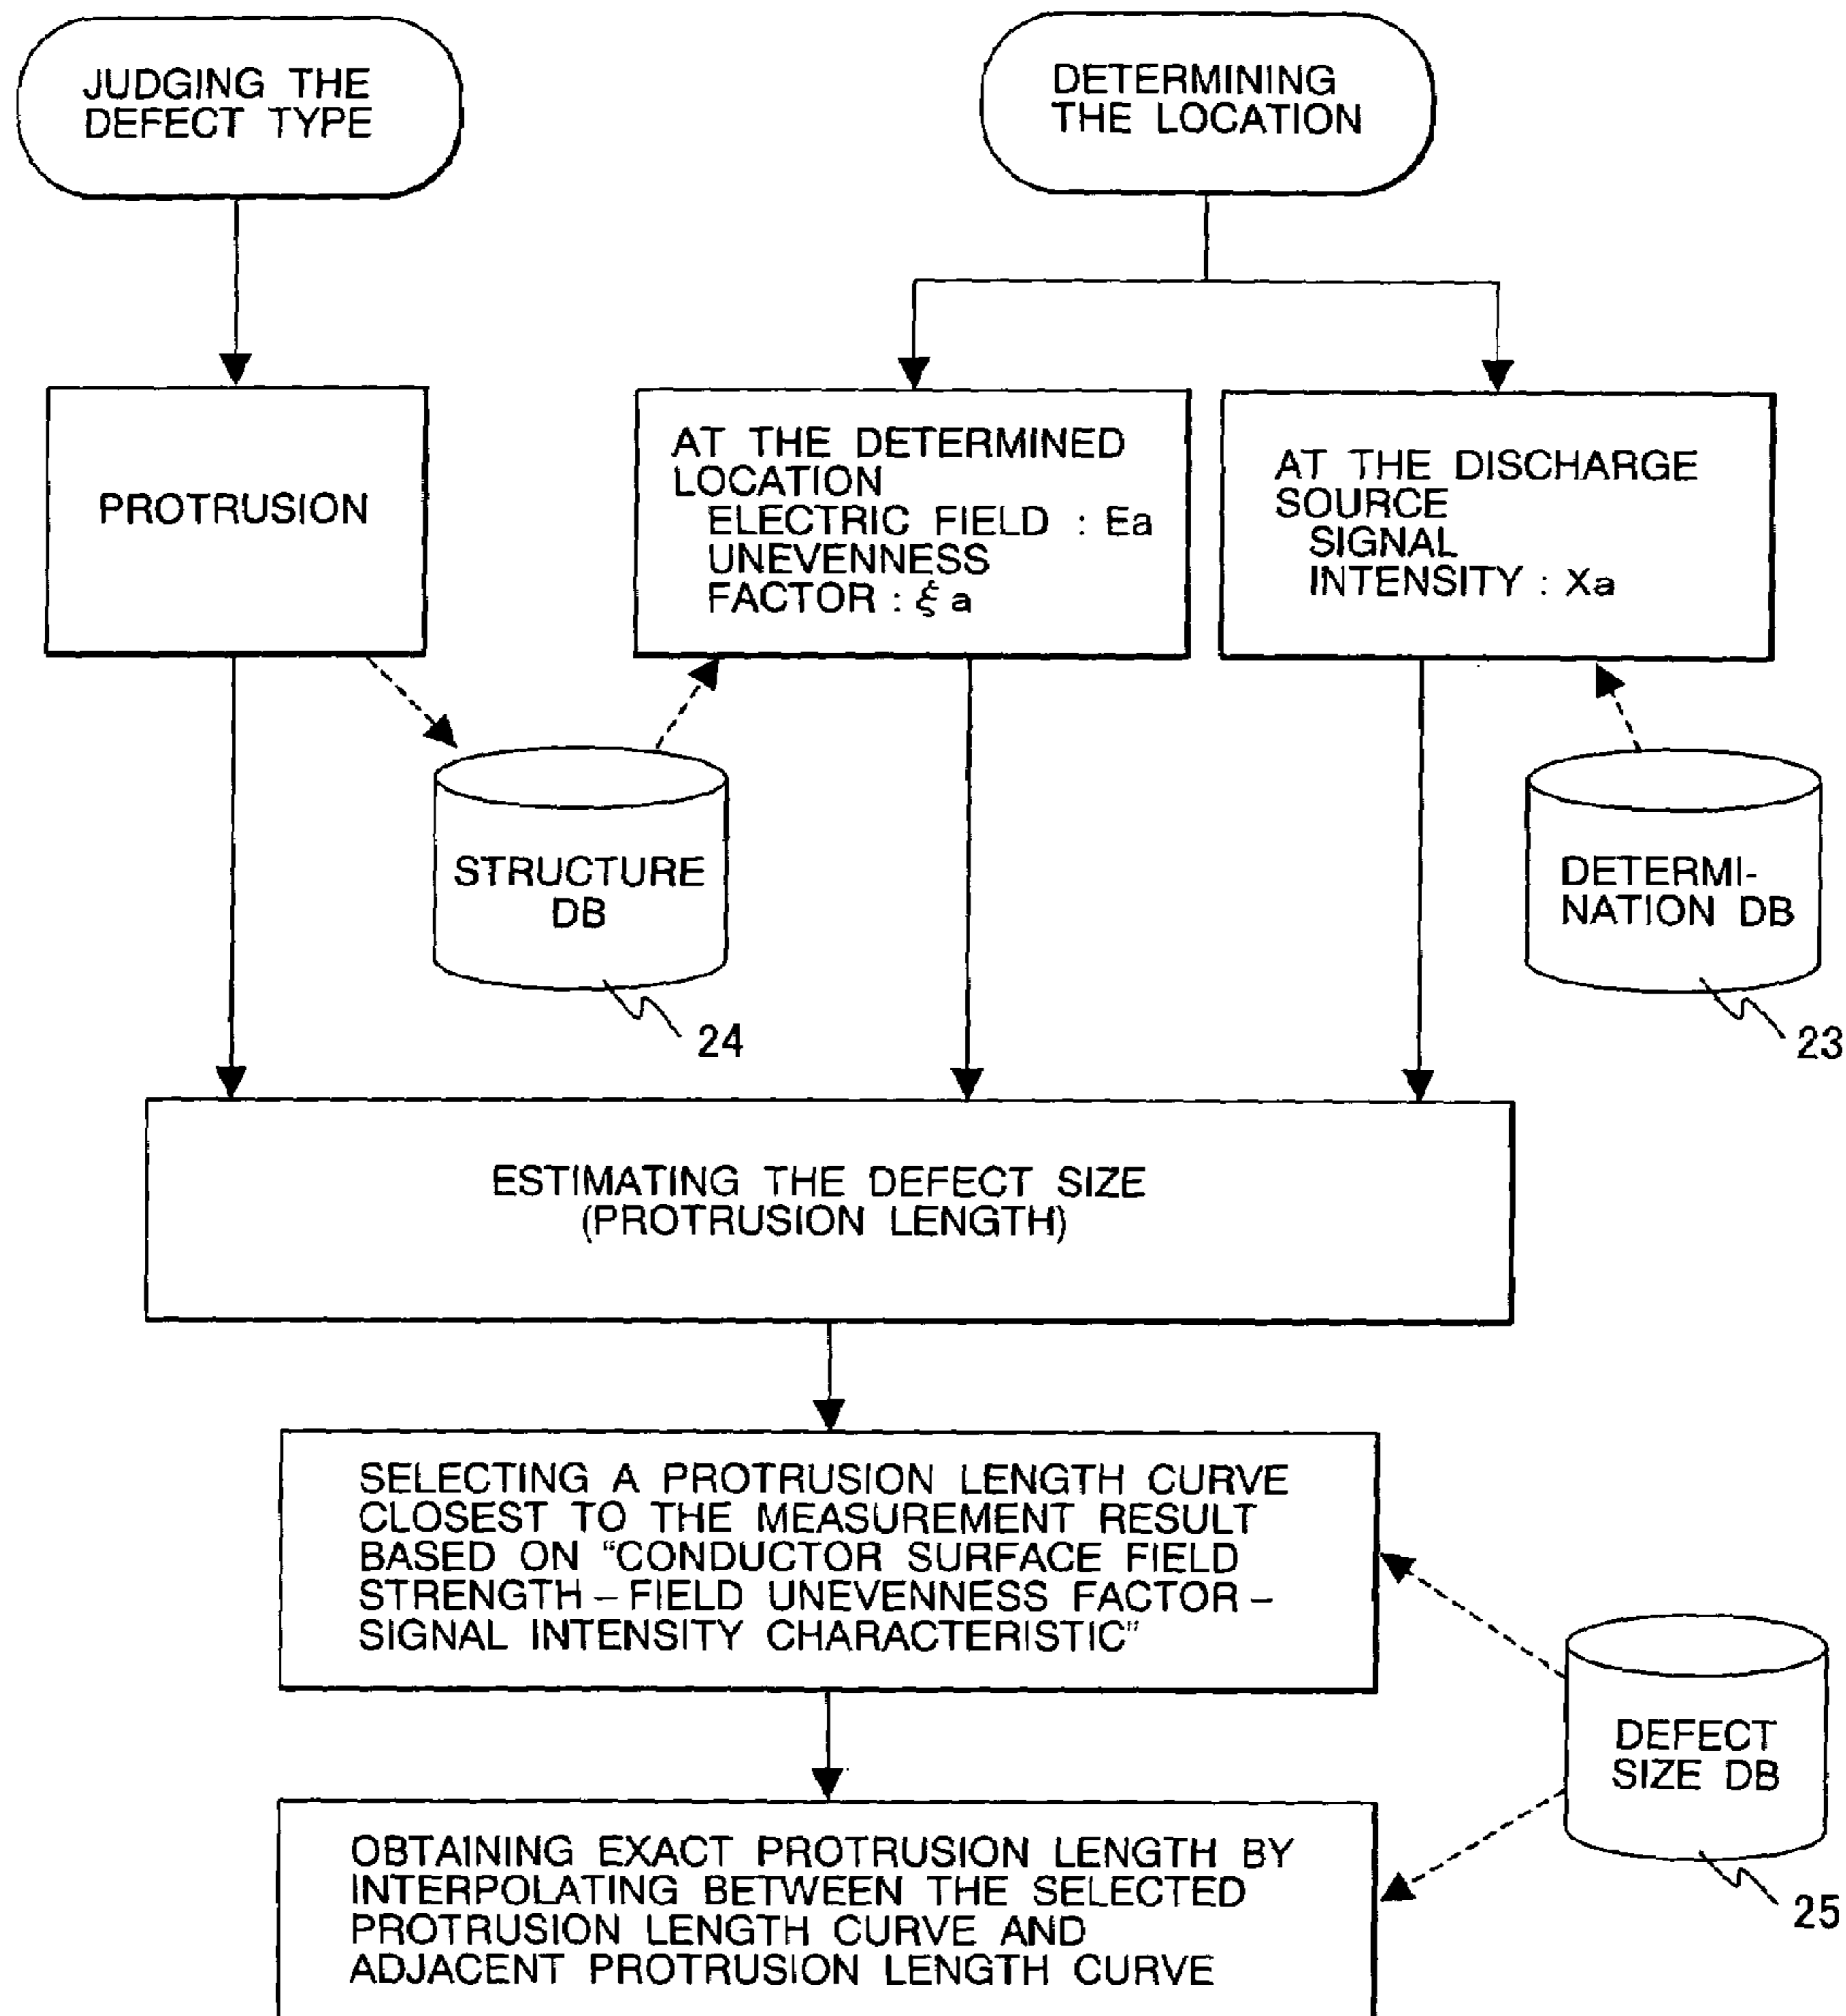 JUDGING THE
DEFECT TYPE
DETERMINING
THE LOCATION
PROTRUSION
AT THE DETERMINED
LOCATION
ELECTRIC FIELD : Ea
UNEVENNESS
FACTOR : ξa
AT THE DISCHARGE
SOURCE
SIGNAL
INTENSITY : Xa
STRUCTURE
DB
24
DETERMI-
NATION DB
23
ESTIMATING THE DEFECT SIZE
(PROTRUSION LENGTH)
SELECTING A PROTRUSION LENGTH CURVE
CLOSEST TO THE MEASUREMENT RESULT
BASED ON “CONDUCTOR SURFACE FIELD
STRENGTH – FIELD UNEVENNESS FACTOR –
SIGNAL INTENSITY CHARACTERISTIC”
DEFECT
SIZE DB
25
OBTAINING EXACT PROTRUSION LENGTH BY
INTERPOLATING BETWEEN THE SELECTED
PROTRUSION LENGTH CURVE AND
ADJACENT PROTRUSION LENGTH CURVE